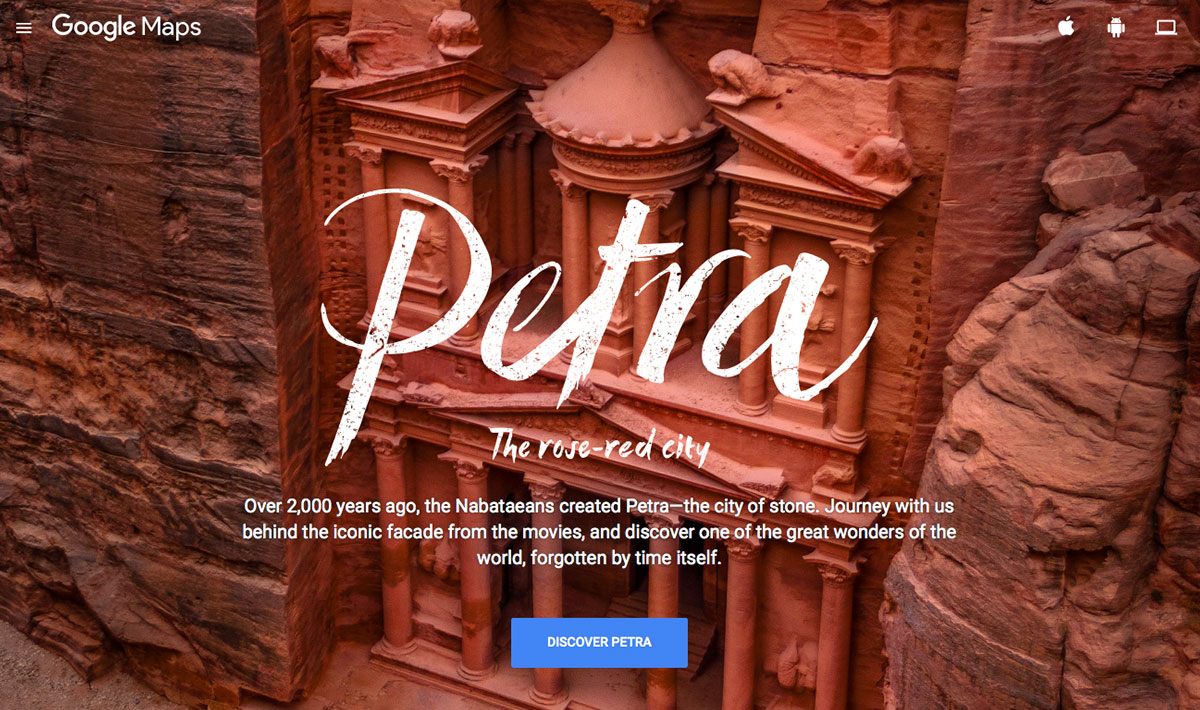 Google Maps
Petra
The rose-red city
Over 2,000 years ago, the Nabataeans created Petra—the city of stone. Journey with us
behind the iconic facade from the movies, and discover one of the great wonders of the
world, forgotten by time itself.
DISCOVER PETRA